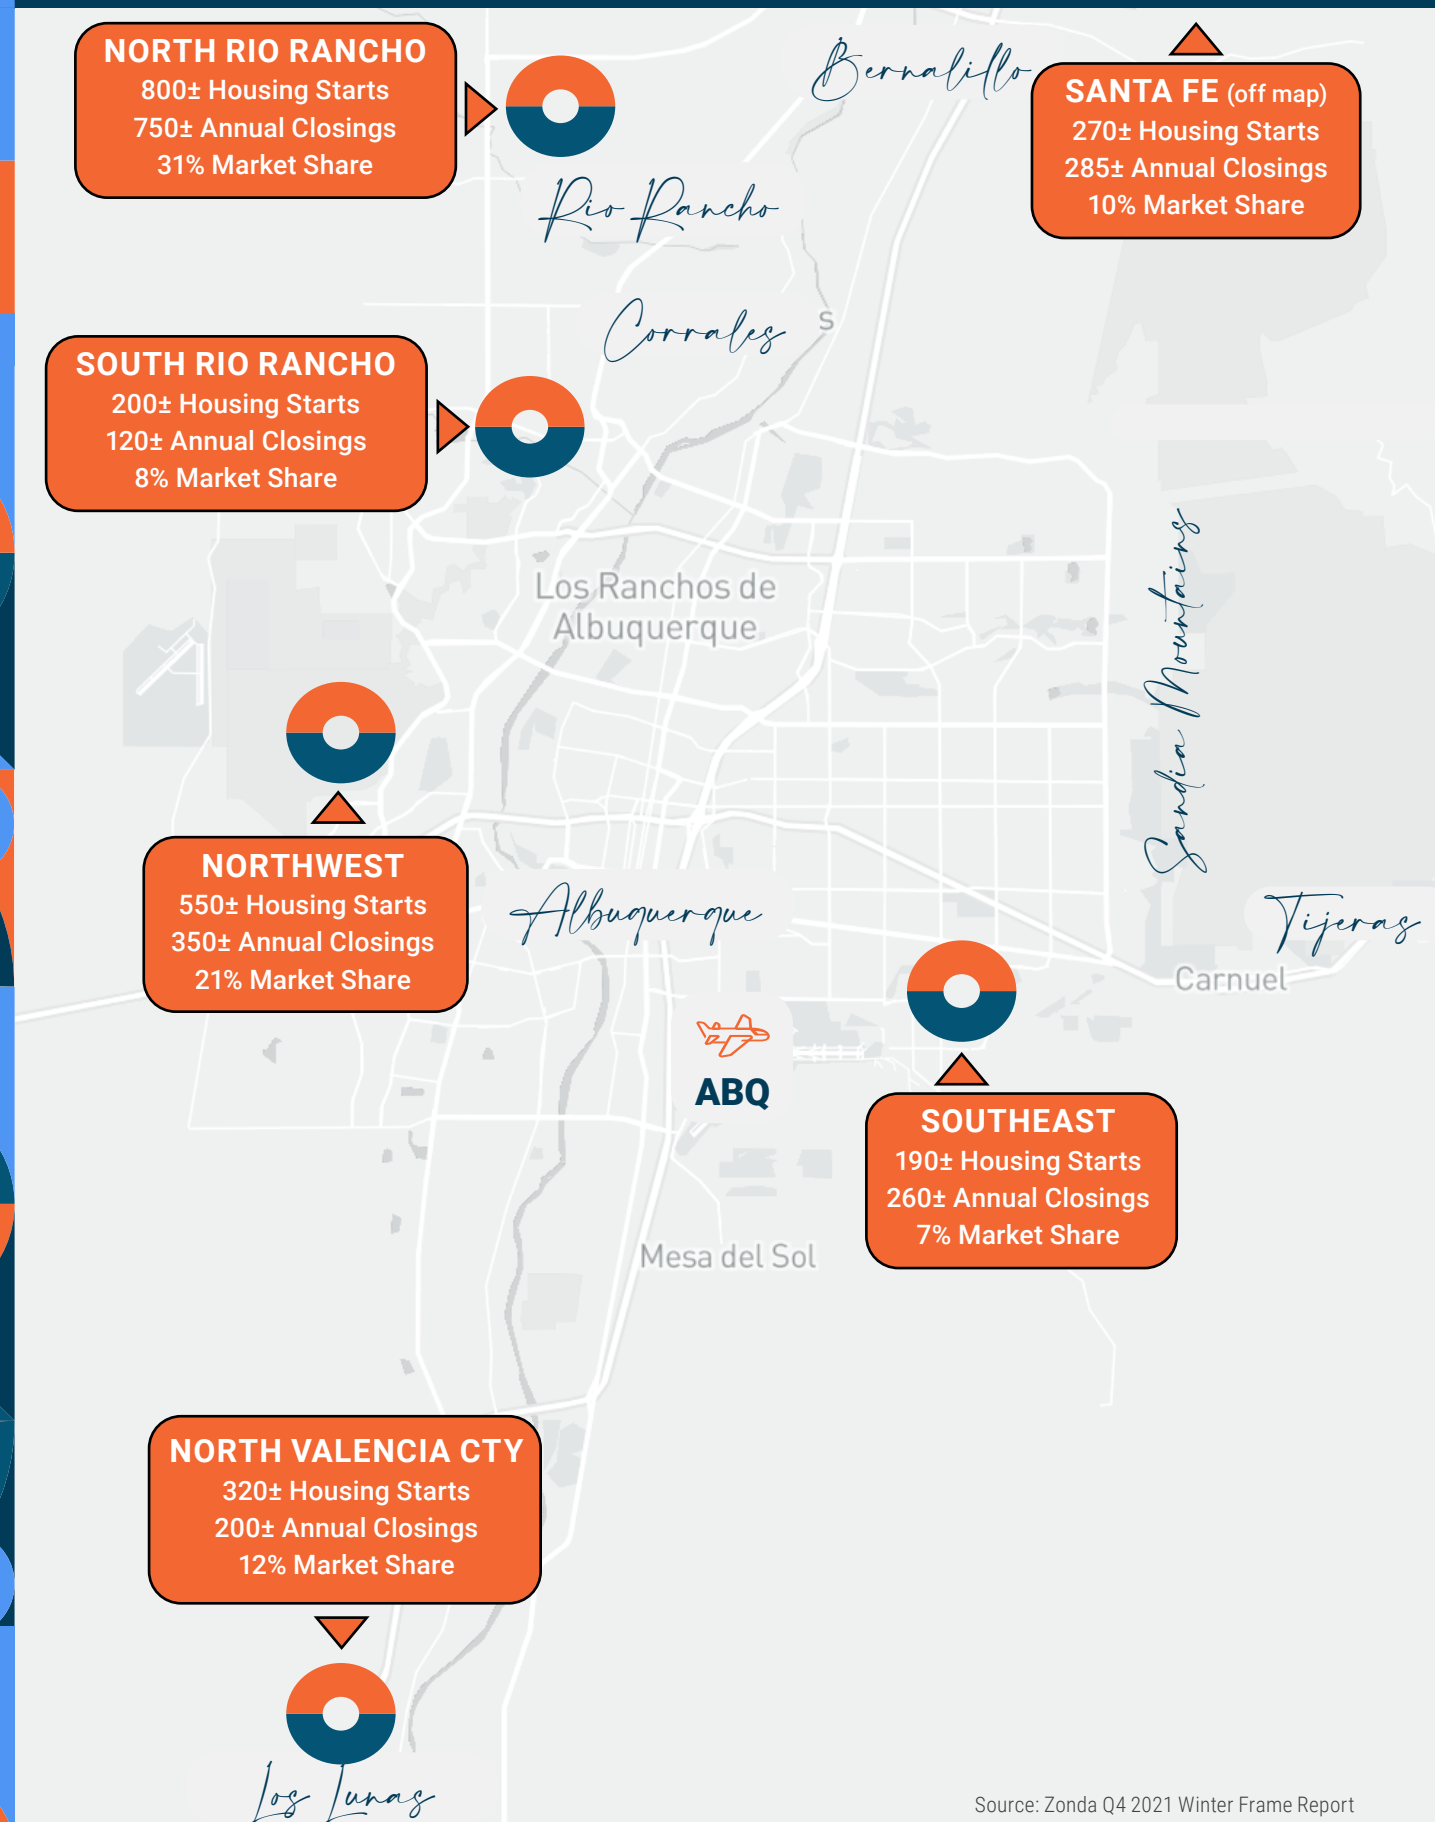 NORTH RIO RANCHO
800± Housing Starts
750± Annual Closings
31% Market Share
Bernalillo
SANTA FE (off map)
270± Housing Starts
285± Annual Closings
10% Market Share
Rio Rancho
Corrales
S
SOUTH RIO RANCHO
200± Housing Starts
120± Annual Closings
8% Market Share
Los Ranchos de
Albuquerque
Sandia Mountains
NORTHWEST
550± Housing Starts
350± Annual Closings
21% Market Share
Albuquerque
Tijeras
Carnuel
ABQ
SOUTHEAST
190± Housing Starts
260± Annual Closings
7% Market Share
Mesa del Sol
NORTH VALENCIA CTY
320± Housing Starts
200± Annual Closings
12% Market Share
Los Lunas
Source: Zonda Q4 2021 Winter Frame Report